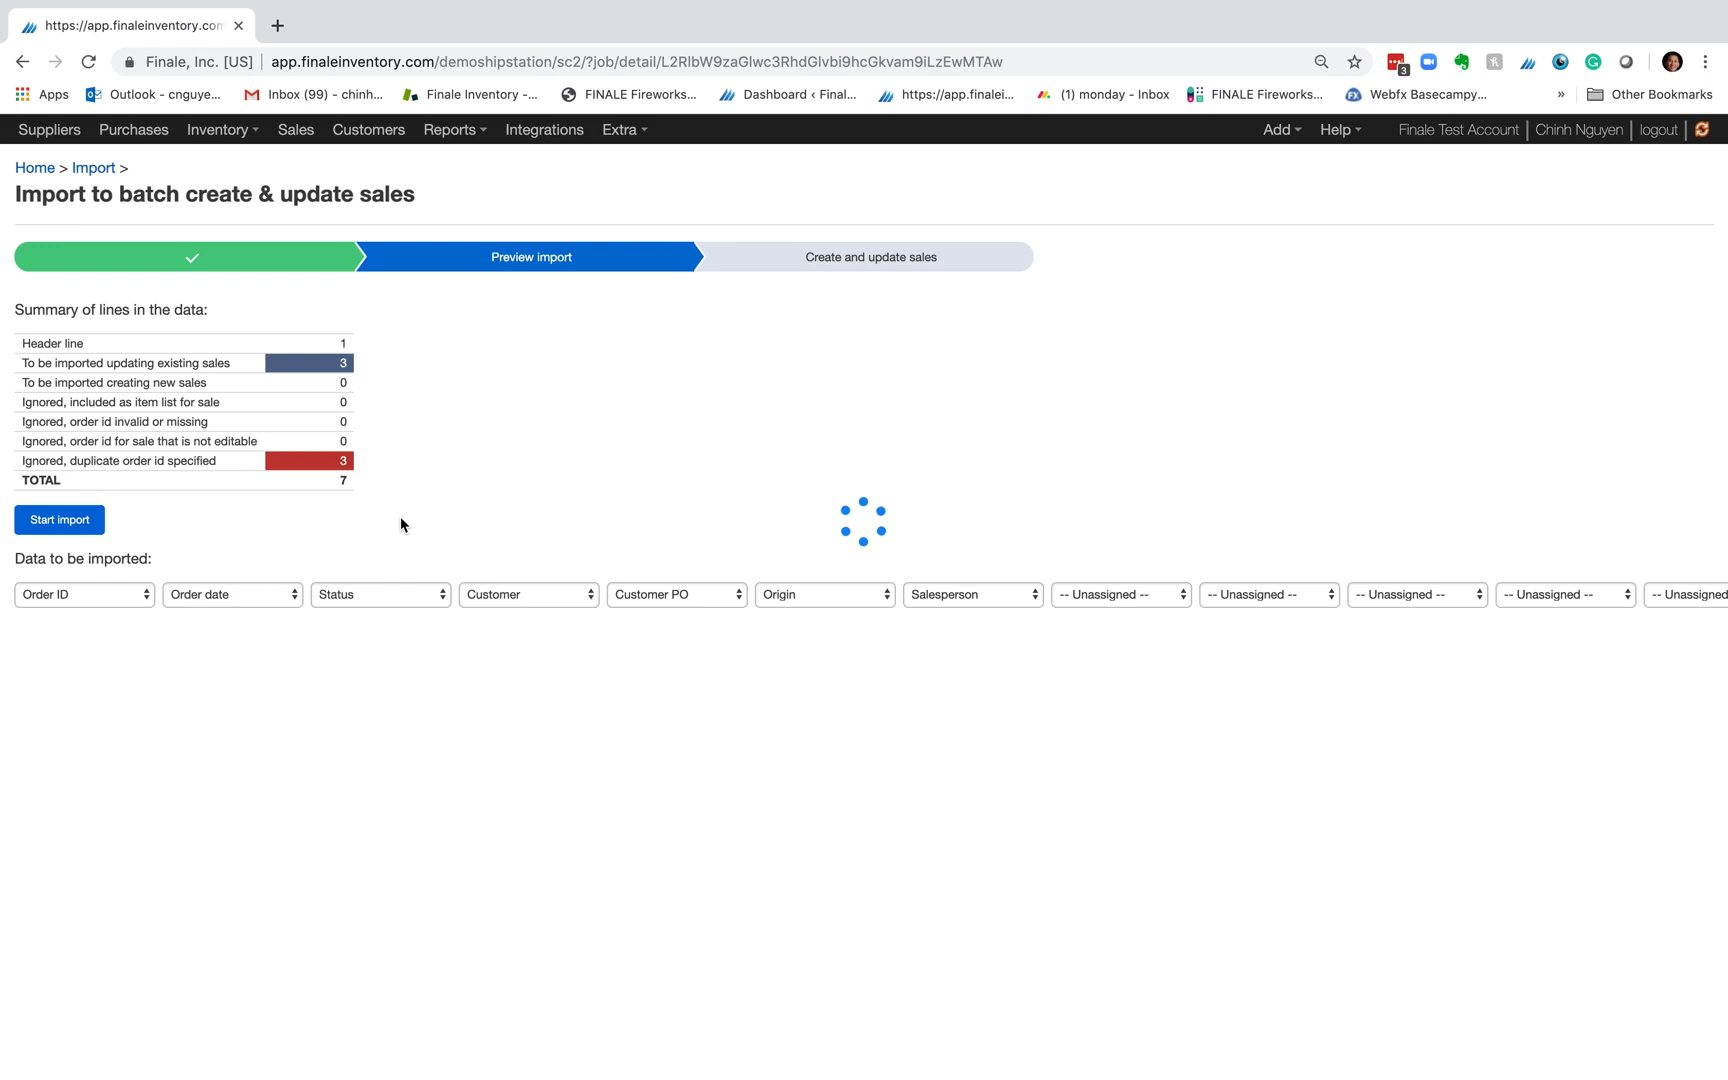 https://app.finaleinventory.com
Finale, Inc. [US] | app.finaleinventory.com/demoshipstation/sc2/?job/detail/L2RlbW9zaGlwc3RhdGlvbi9hcGkvam9iLzEwMTAw
3
Apps Outlook - cnguye... Inbox (99) - chinh... Finale Inventory -... FINALE Fireworks... Dashboard < Final... https://app.finalei... (1) monday - Inbox FINALE Fireworks... Webfx Basecampy... » Other Bookmarks
Suppliers Purchases Inventory Sales Customers Reports Integrations Extra Add Help Finale Test Account | Chinh Nguyen | logout
Home > Import >
Import to batch create & update sales
Preview import
Create and update sales
Summary of lines in the data:
Header line 1
To be imported updating existing sales 3
To be imported creating new sales 0
Ignored, included as item list for sale 0
Ignored, order id invalid or missing 0
Ignored, order id for sale that is not editable 0
Ignored, duplicate order id specified 3
TOTAL 7
Start import
Data to be imported:
Order ID Order date Status Customer Customer PO Origin Salesperson -- Unassigned -- -- Unassigned -- -- Unassigned -- -- Unassigned -- -- Unassigned